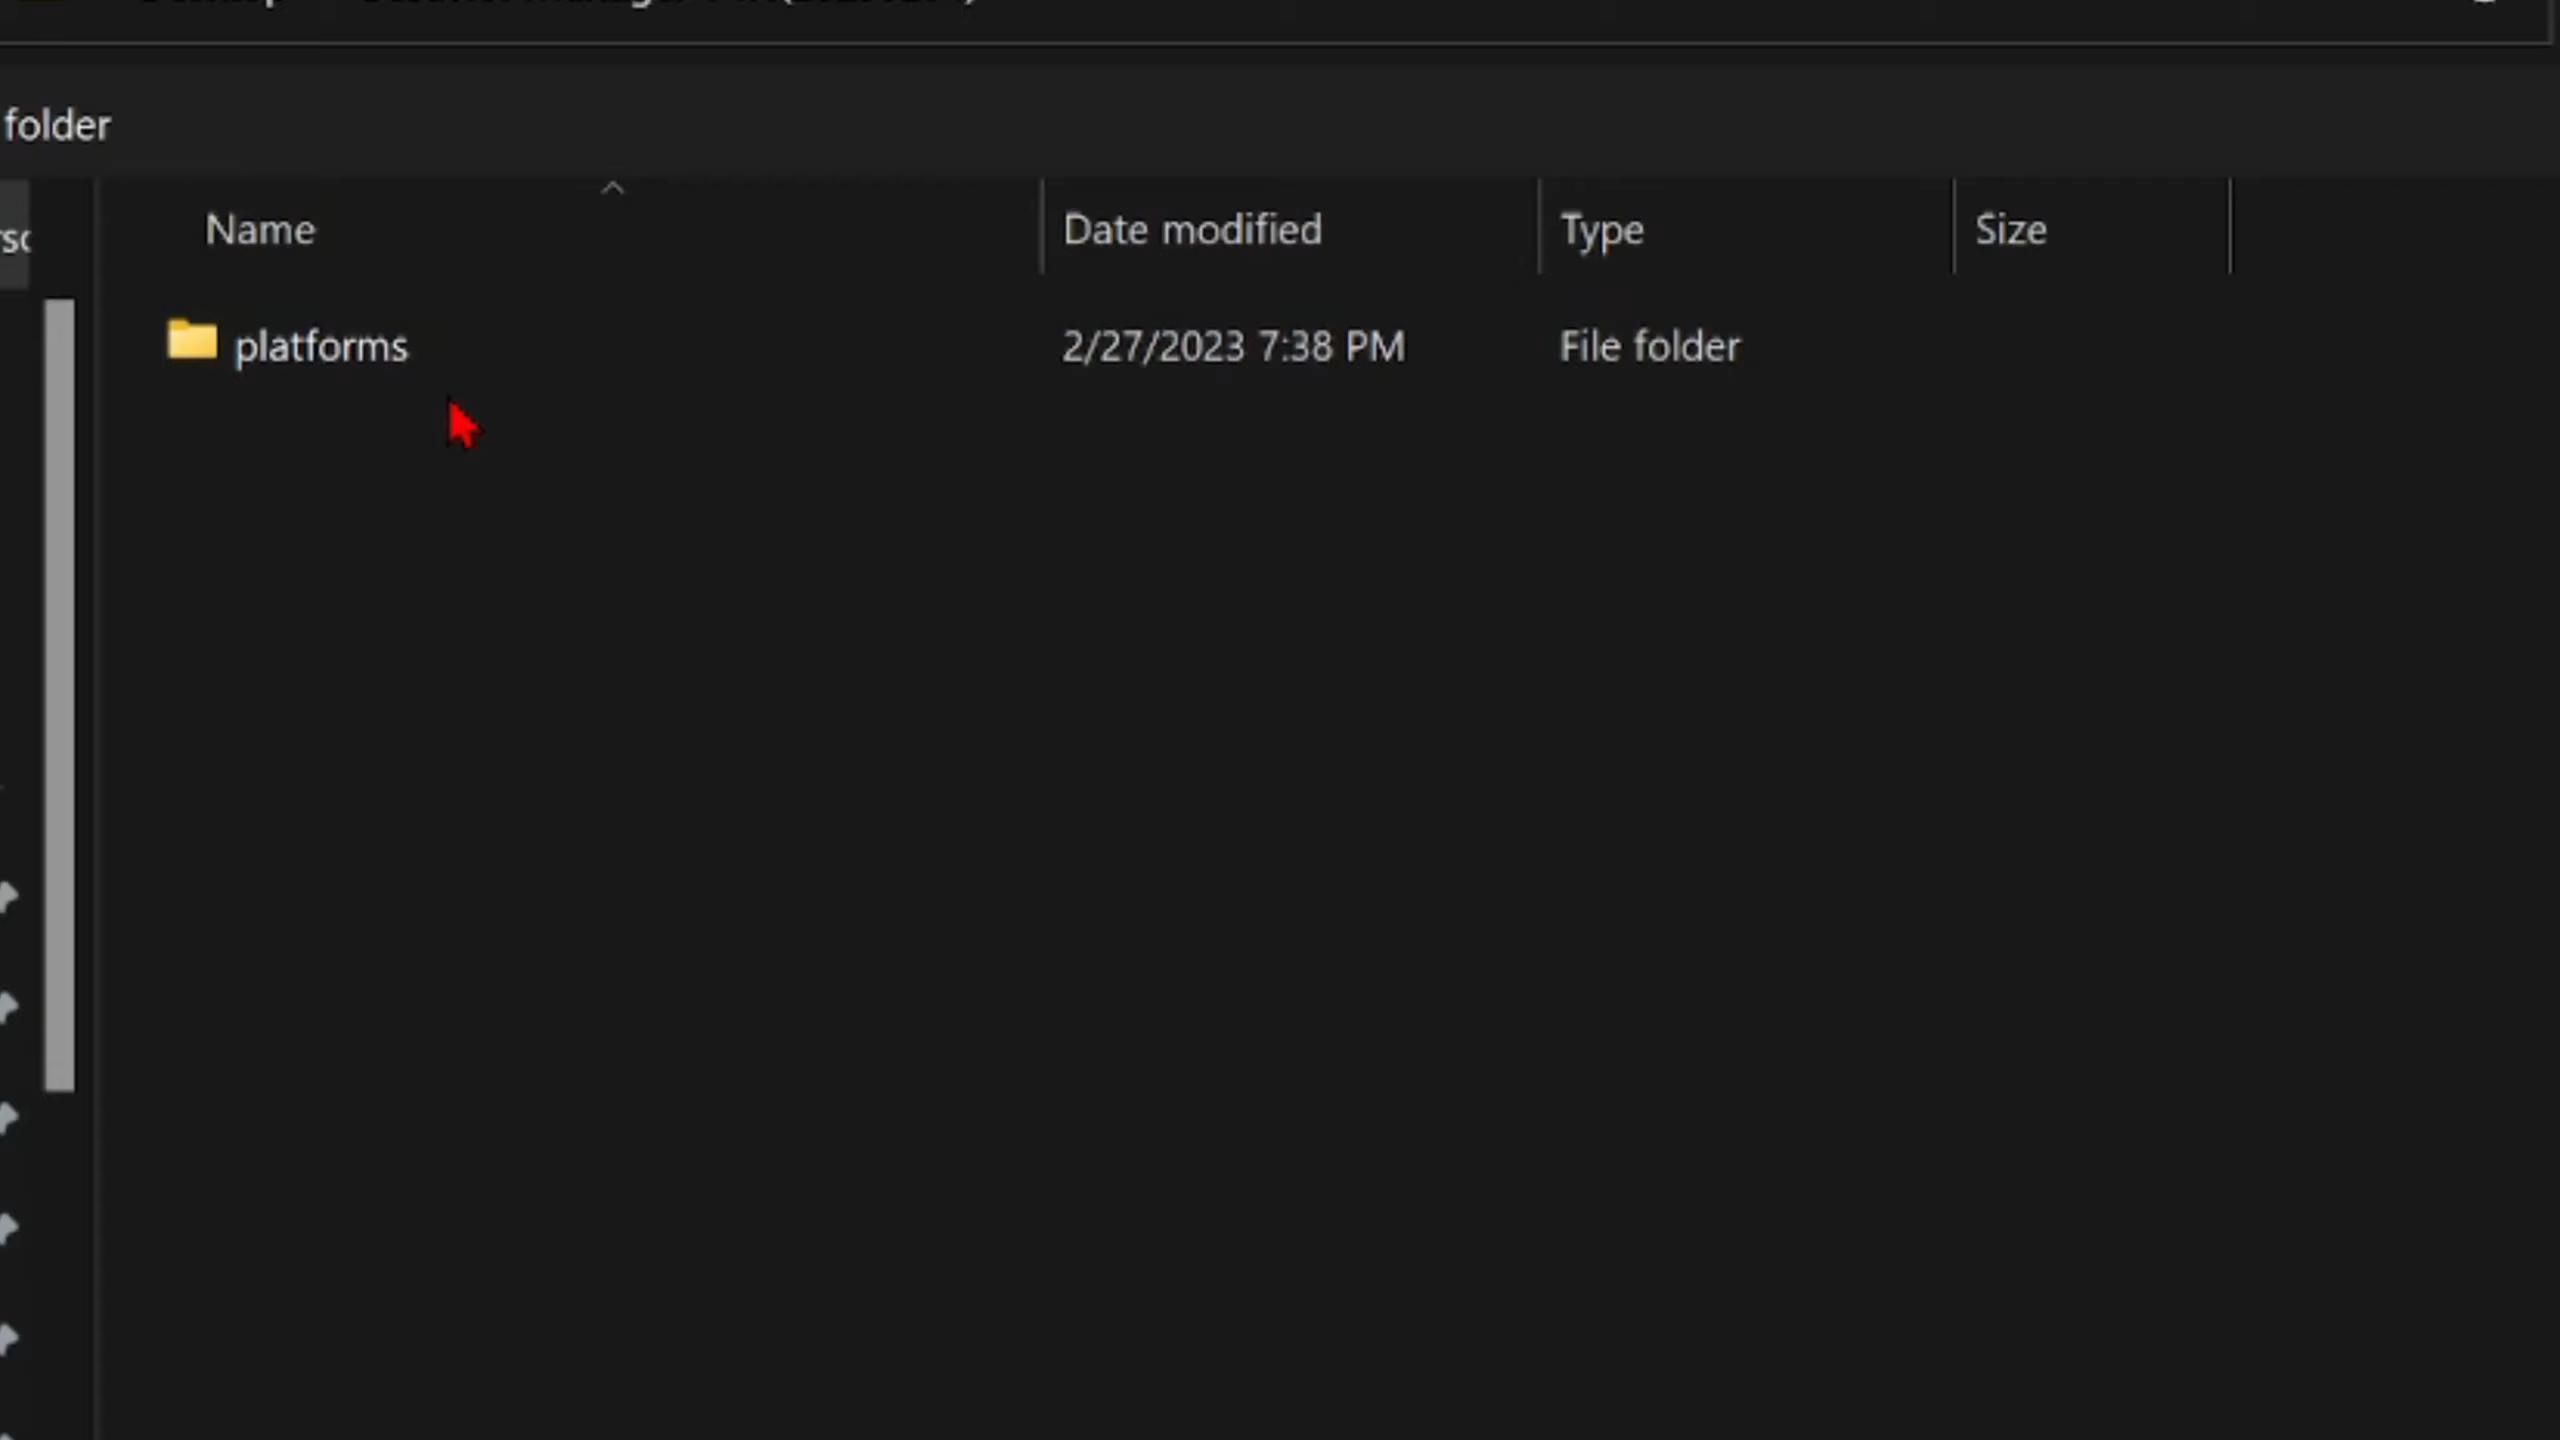 folder
Name
Date modified
Type
Size
platforms
2/27/2023 7:38 PM
File folder